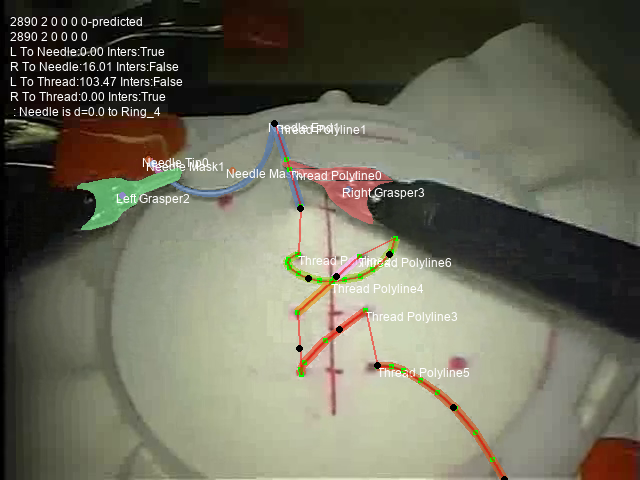 2890 2 0 0 0 0-predicted
2890 2 0 0 0 0
L To Needle:0.00 Inters:True
R To Needle:16.01 Inters:False
L To Thread:103.47 Inters:False
R To Thread:0.00 Inters:True
: Needle is d=0.0 to Ring_4
Thread Polyline1
Needle Tip0
Needle Mask1
Needle
Thread Polyline0
Left Grasper2
Right Grasper3
Thread
Polyline6
Thread Polyline4
Thread Polyline3
Thread Polyline5